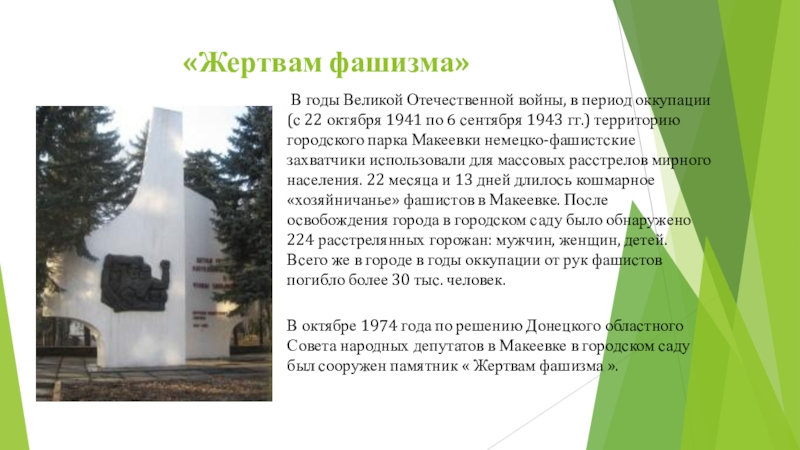 «Жертвам фашизма»
В годы Великой Отечественной войны, в период оккупации
(с 22 октября 1941 по 6 сентября 1943 гг.) территорию
городского парка Макеевки немецко-фашистские
захватчики использовали для массовых расстрелов мирного
населения. 22 месяца и 13 дней длилось кошмарное
«хозяйничанье» фашистов в Макеевке. После
освобождения города в городском саду было обнаружено
224 расстрелянных горожан: мужчин, женщин, детей.
Всего же в городе в годы оккупации от рук фашистов
погибло более 30 тыс. человек.
В октябре 1974 года по решению Донецкого областного
Совета народных депутатов в Макеевке в городском саду
был сооружен памятник « Жертвам фашизма ».